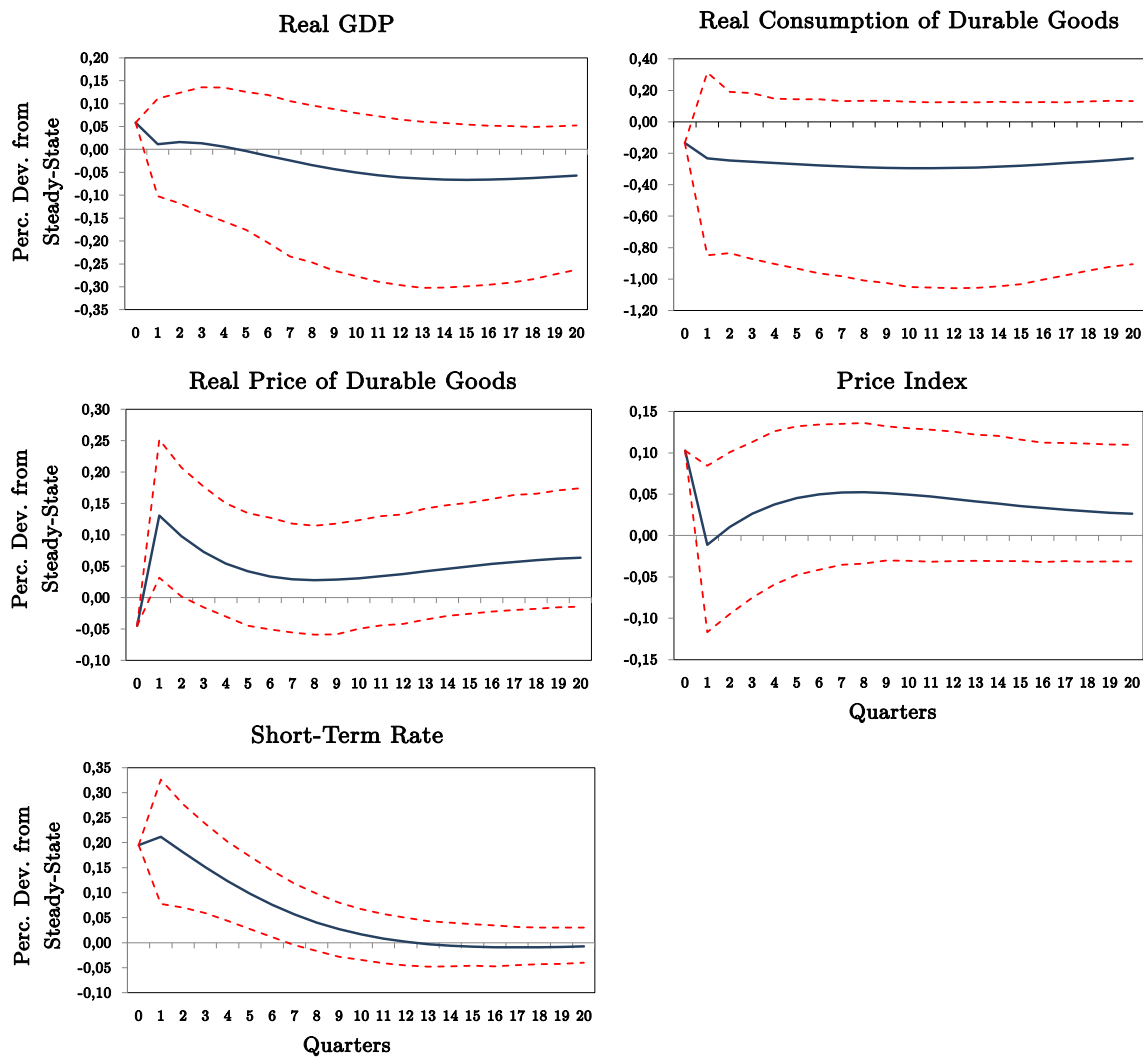 Real GDP
Perc. Dev. from
Steady-State
0,20
0,15
0,10
0,05
0,00
-0,05
-0,10
-0,15
-0,20
-0,25
-0,30
-0,35
0 1 2 3 4 5 6 7 8 9 10 11 12 13 14 15 16 17 18 19 20
Real Consumption of Durable Goods
0,40
0,20
0,00
-0,20
-0,40
-0,60
-0,80
-1,00
-1,20
0 1 2 3 4 5 6 7 8 9 10 11 12 13 14 15 16 17 18 19 20
Real Price of Durable Goods
Perc. Dev. from
Steady-State
0,30
0,25
0,20
0,15
0,10
0,05
0,00
-0,05
-0,10
0 1 2 3 4 5 6 7 8 9 10 11 12 13 14 15 16 17 18 19 20
Price Index
0,15
0,10
0,05
0,00
-0,05
-0,10
-0,15
0 1 2 3 4 5 6 7 8 9 10 11 12 13 14 15 16 17 18 19 20
Quarters
Short-Term Rate
Perc. Dev. from
Steady-State
0,35
0,30
0,25
0,20
0,15
0,10
0,05
0,00
-0,05
-0,10
0 1 2 3 4 5 6 7 8 9 10 11 12 13 14 15 16 17 18 19 20
Quarters